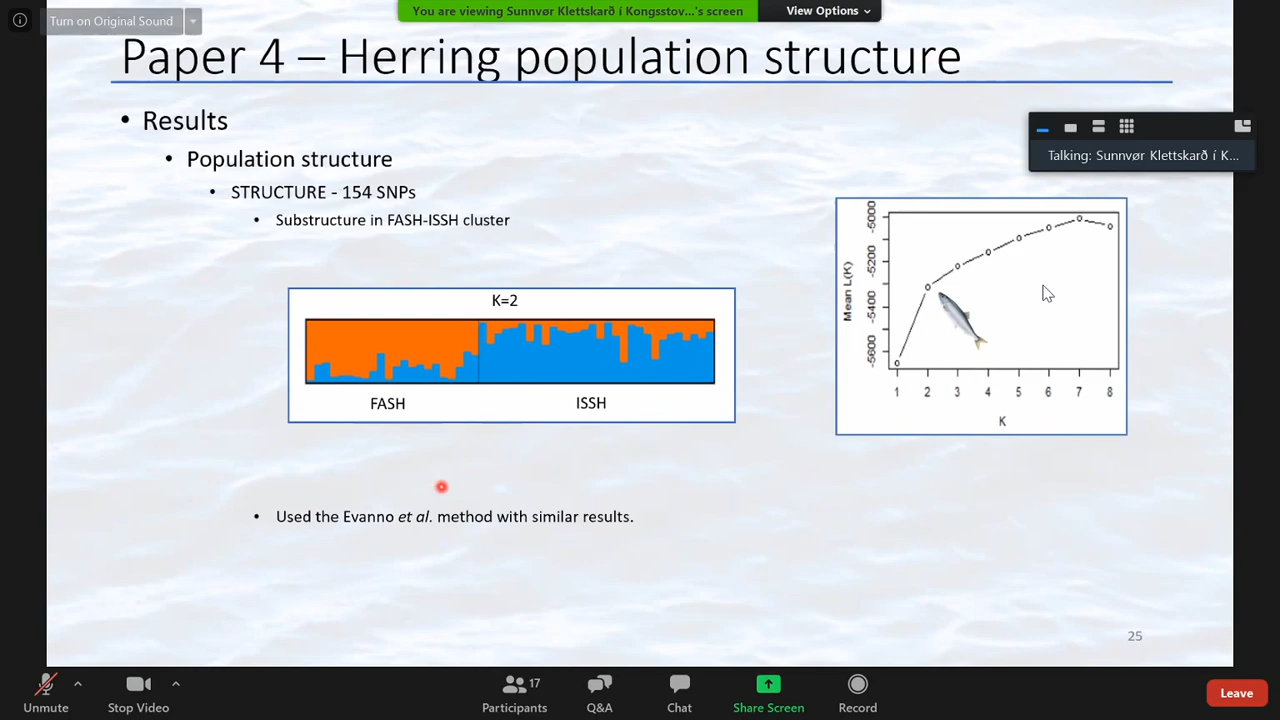 Turn on Original Sound
You are viewing Sunnvør Klettskarð í Kongsstov...'s screen
View Options
Paper 4 – Herring population structure
• Results
• Population structure
• STRUCTURE - 154 SNPs
• Substructure in FASH-ISSH cluster
Talking: Sunnvør Klettskarð í K...
K=2
FASH
ISSH
Mean L(K)
-5000
-5200
-5400
-5600
1 2 3 4 5 6 7 8
K
• Used the Evanno et al. method with similar results.
25
Unmute
Stop Video
17
Participants
Q&A
Chat
Share Screen
Record
Leave